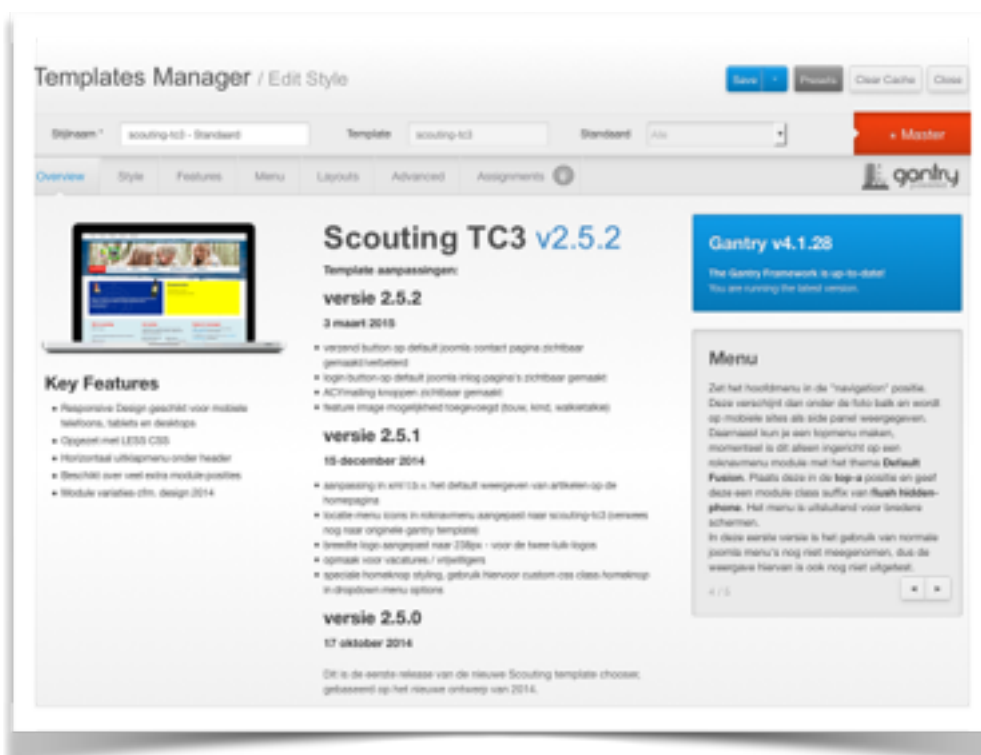 Templates Manager / Edit Style
Save
Presets
Clear Cache
Close
Stijlnaam *
scouting-tc3 - Standaard
Template
scouting-tc3
Standaard
Alle
Master
Overview
Style
Features
Menu
Layouts
Advanced
Assignments
gantry
Scouting TC3 v2.5.2
Template aanpassingen:
versie 2.5.2
3 maart 2015
• verzend button op default joomla contact pagina zichtbaar
gemaakt/verbeterd
• login button op default joomla inlog pagina's zichtbaar gemaakt
• ACYmailing knoppen zichtbaar gemaakt
• feature image mogelijkheid toegevoegd (touw, kind, walkietalkie)
versie 2.5.1
15 december 2014
• aanpassing in xml t.b.v. het default weergeven van artikelen op de
homepagina
• locatie menu icons in roknavmenu aangepast naar scouting-tc3 (verwees
nog naar originele gantry template)
• breedte logo aangepast naar 238px - voor de twee-luik logos
• opmaak voor vacatures / vrijwilligers
• speciale homeknop styling, gebruik hiervoor custom css class homeknop
in dropdown menu options
versie 2.5.0
17 oktober 2014
Dit is de eerste release van de nieuwe Scouting template chooser,
gebaseerd op het nieuwe ontwerp van 2014.
Key Features
• Responsive Design geschikt voor mobiele
telefoons, tablets en desktops
• Opgezet met LESS CSS
• Horizontaal uitklapmenu onder header
• Beschikt over veel extra module posities
• Module variaties cfm. design 2014
Gantry v4.1.28
The Gantry Framework is up-to-date!
You are running the latest version.
Menu
Zet het hoofdmenu in de "navigation" positie.
Deze verschijnt dan onder de foto balk en wordt
op mobiele sites als side panel weergegeven.
Daarnaast kun je een topmenu maken,
momenteel is dit alleen ingericht op een
roknavmenu module met het thema Default
Fusion. Plaats deze in de top-a positie en geef
deze een module class suffix van flush hidden-
phone. Het menu is uitsluitend voor bredere
schermen.
In deze eerste versie is het gebruik van normale
joomla menu's nog niet meegenomen, dus de
weergave hiervan is ook nog niet uitgetest.
4 / 5